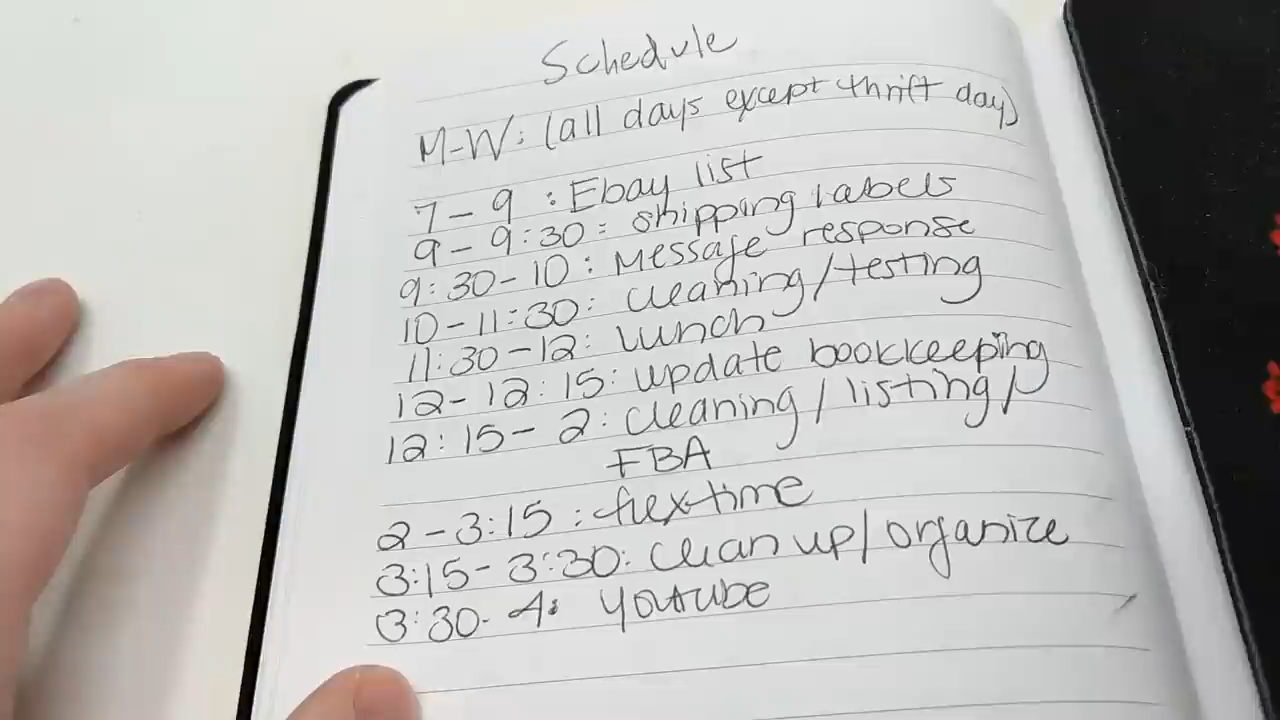 Schedule
M-W: (all days except thrift day)
7-9 : Ebay list
9-9:30: shipping labels
9:30-10: Message response
10-11:30: cleaning/testing
11:30-12: lunch
12-12:15: update bookkeeping
12:15-2: cleaning/listing/
FBA
2-3:15: flex time
3:15-3:30: clean up/organize
3:30-4: Youtube